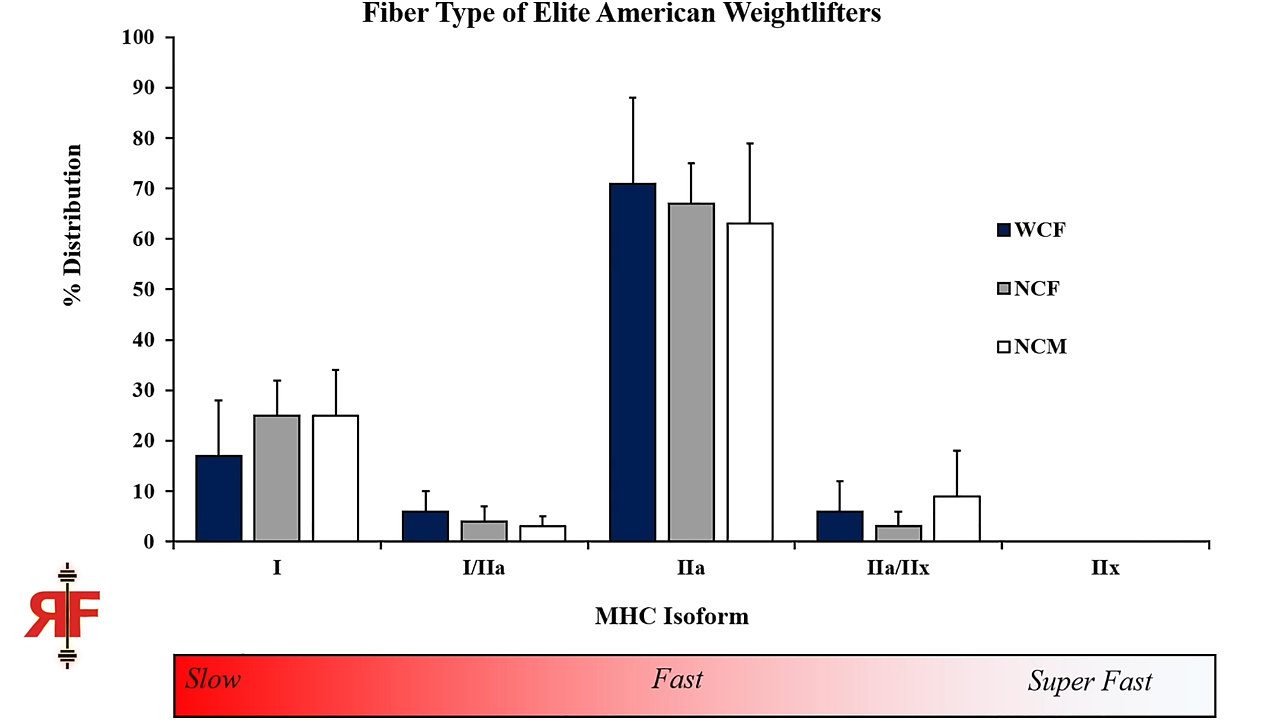 Fiber Type of Elite American Weightlifters
% Distribution
100
90
80
70
60
50
40
30
20
10
0
WCF
NCF
NCM
I
I/IIa
IIa
IIa/IIx
IIx
MHC Isoform
ЯF
Slow
Fast
Super Fast